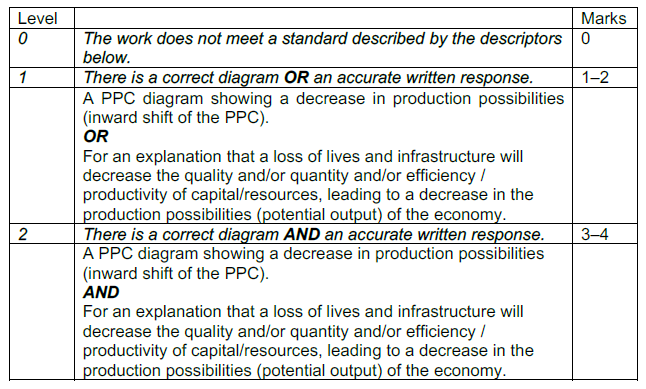 Level Marks
0 The work does not meet a standard described by the descriptors 0
below.
1 There is a correct diagram OR an accurate written response. 1–2
A PPC diagram showing a decrease in production possibilities
(inward shift of the PPC).
OR
For an explanation that a loss of lives and infrastructure will
decrease the quality and/or quantity and/or efficiency /
productivity of capital/resources, leading to a decrease in the
production possibilities (potential output) of the economy.
2 There is a correct diagram AND an accurate written response. 3–4
A PPC diagram showing a decrease in production possibilities
(inward shift of the PPC).
AND
For an explanation that a loss of lives and infrastructure will
decrease the quality and/or quantity and/or efficiency /
productivity of capital/resources, leading to a decrease in the
production possibilities (potential output) of the economy.